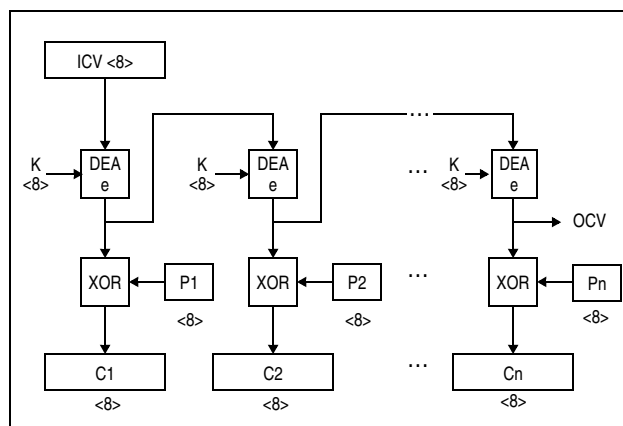 ICV <8>
...
K
<8>
DEA
e
K
<8>
DEA
e
...
K
<8>
DEA
e
OCV
XOR
P1
XOR
P2
...
XOR
Pn
<8>
<8>
<8>
C1
C2
...
Cn
<8>
<8>
<8>